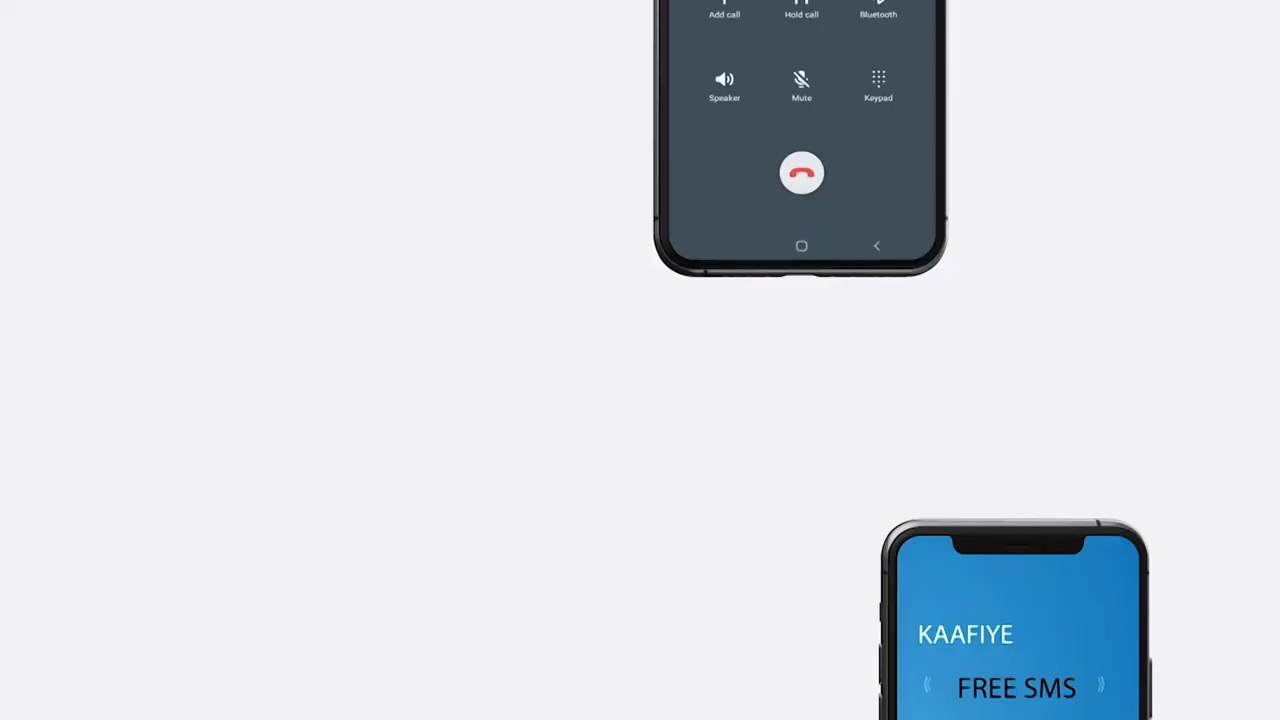 Add call Hold call Bluetooth
Speaker Mute Keypad
KAAFIYE
FREE SMS